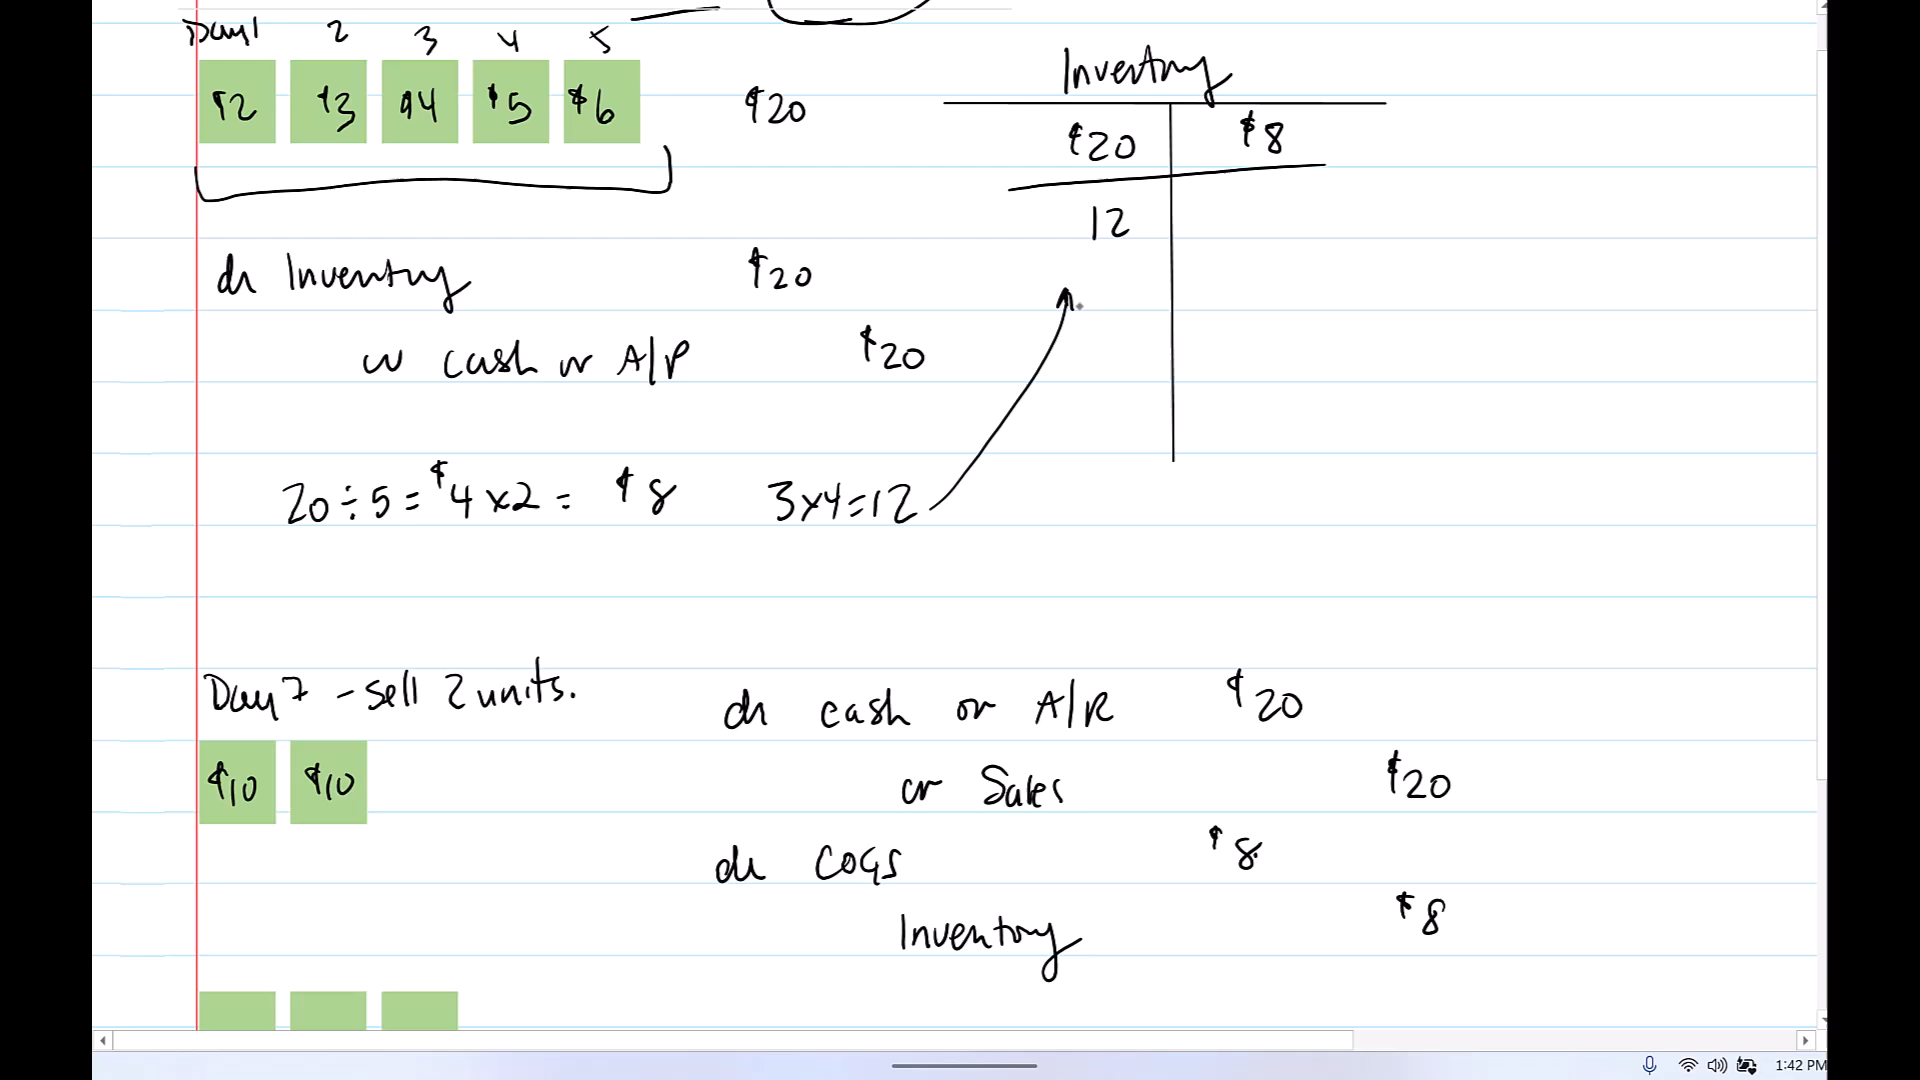 Day 1 2 3 4 5
$2 $3 $4 $5 $6 $20
Inventory
$20 $8
12
dr Inventory $20
cr cash or A/P $20
20 ÷ 5 = $4 x 2 = $8 3x4=12
Day 7 - sell 2 units.
$10 $10
dr cash or A/R $20
cr Sales $20
dr COGS $8
Inventory $8
1:42 PM